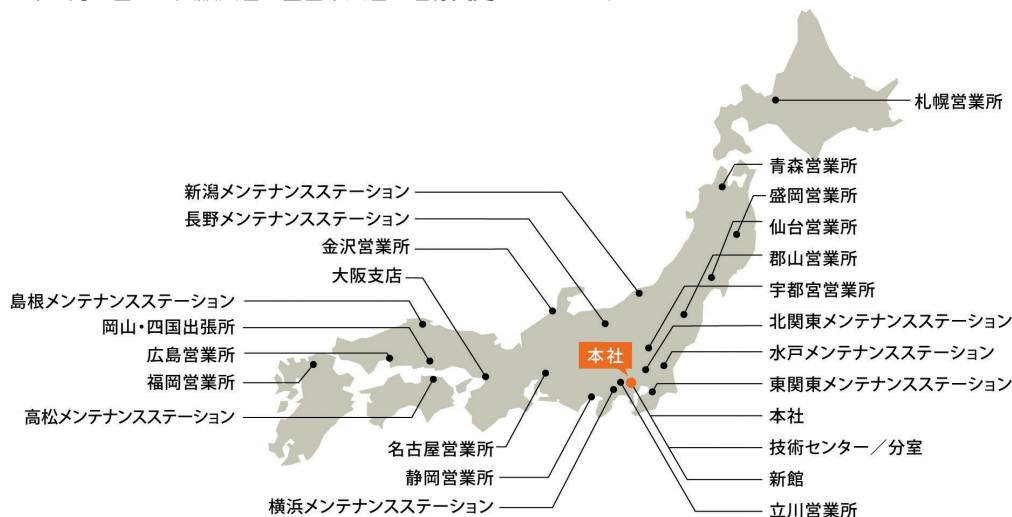 札幌営業所
青森営業所
盛岡営業所
仙台営業所
郡山営業所
宇都宮営業所
北関東メンテナンスステーション
水戸メンテナンスステーション
東関東メンテナンスステーション
本社
技術センター／分室
新館
立川営業所
新潟メンテナンスステーション
長野メンテナンスステーション
金沢営業所
大阪支店
島根メンテナンスステーション
岡山・四国出張所
広島営業所
福岡営業所
高松メンテナンスステーション
名古屋営業所
静岡営業所
横浜メンテナンスステーション
本社